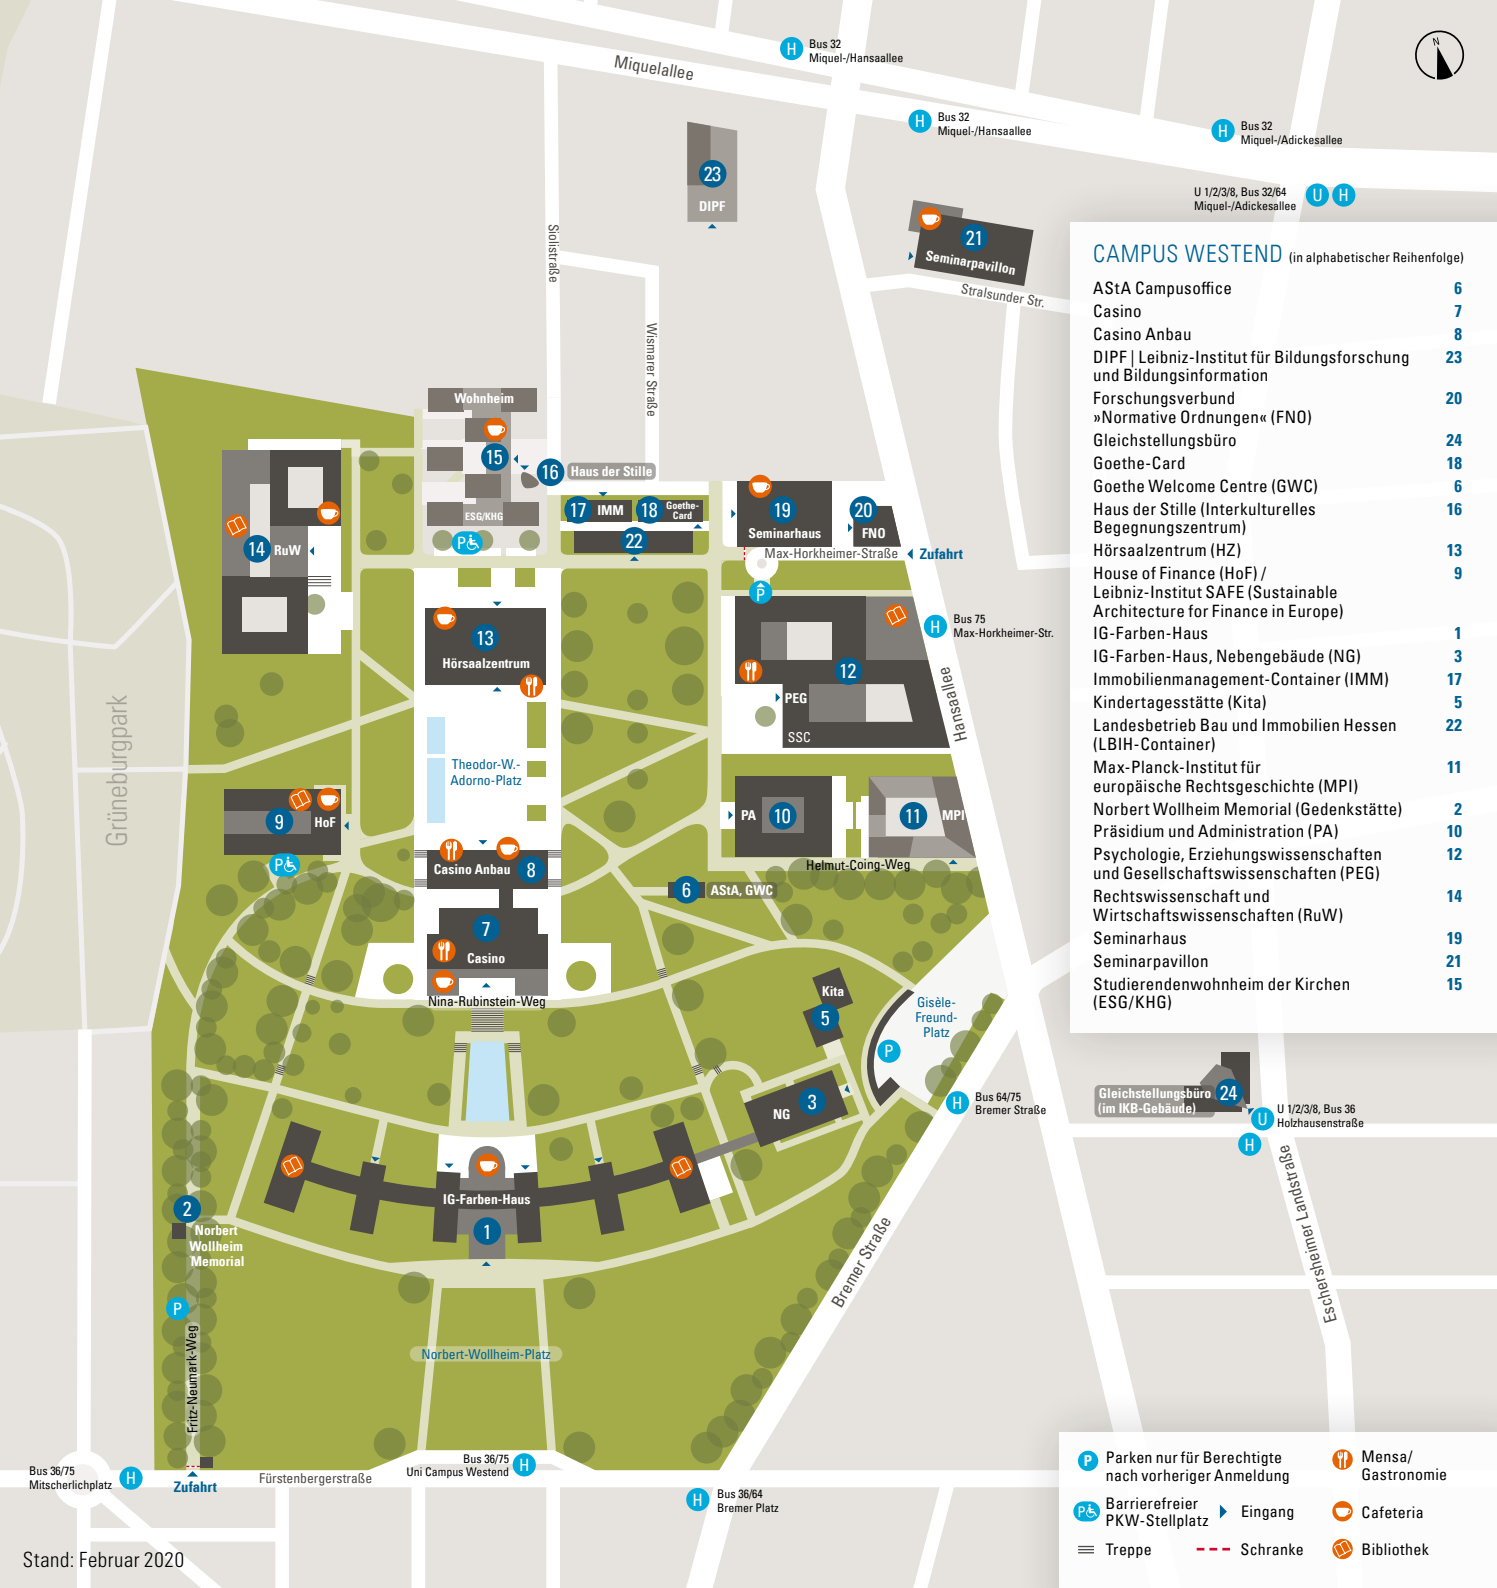 N
H Bus 32
Miquel-/Hansaallee
Miquelallee
H Bus 32
Miquel-/Hansaallee
H Bus 32
Miquel-/Adickesallee
U 1/2/3/8, Bus 32/64
Miquel-/Adickesallee
U H
23
DIPF
21
Seminarpavillon
Stralsunder Str.
Siolistraße
Wismarer Straße
CAMPUS WESTEND (in alphabetischer Reihenfolge)
AStA Campusoffice 6
Casino 7
Casino Anbau 8
DIPF | Leibniz-Institut für Bildungsforschung 23
und Bildungsinformation
Forschungsverbund 20
»Normative Ordnungen« (FNO)
Gleichstellungsbüro 24
Goethe-Card 18
Goethe Welcome Centre (GWC) 6
Haus der Stille (Interkulturelles 16
Begegnungszentrum)
Hörsaalzentrum (HZ) 13
House of Finance (HoF) / 9
Leibniz-Institut SAFE (Sustainable
Architecture for Finance in Europe)
IG-Farben-Haus 1
IG-Farben-Haus, Nebengebäude (NG) 3
Immobilienmanagement-Container (IMM) 17
Kindertagesstätte (Kita) 5
Landesbetrieb Bau und Immobilien Hessen 22
(LBIH-Container)
Max-Planck-Institut für 11
europäische Rechtsgeschichte (MPI)
Norbert Wollheim Memorial (Gedenkstätte) 2
Präsidium und Administration (PA) 10
Psychologie, Erziehungswissenschaften 12
und Gesellschaftswissenschaften (PEG)
Rechtswissenschaft und 14
Wirtschaftswissenschaften (RuW)
Seminarhaus 19
Seminarpavillon 21
Studierendenwohnheim der Kirchen 15
(ESG/KHG)
Wohnheim
15
16 Haus der Stille
ESG/KHG
P
17 IMM
18 Goethe-
Card
22
19
Seminarhaus
20
FNO
Max-Horkheimer-Straße
Zufahrt
P
14 RuW
13
Hörsaalzentrum
H Bus 75
Max-Horkheimer-Str.
12
PEG
SSC
Hansaallee
Grüneburgpark
Theodor-W.-
Adorno-Platz
9 HoF
P
PA 10
11 MPI
Helmut-Coing-Weg
Casino Anbau 8
6 AStA, GWC
7
Casino
Nina-Rubinstein-Weg
Kita
5
Gisèle-
Freund-
Platz
P
NG 3
H Bus 64/75
Bremer Straße
Gleichstellungsbüro
(im IKB-Gebäude)
24
U U 1/2/3/8, Bus 36
Holzhausenstraße
H
Eschersheimer Landstraße
IG-Farben-Haus
1
2
Norbert
Wollheim
Memorial
P
Fritz-Neumark-Weg
Bremer Straße
Norbert-Wollheim-Platz
Bus 36/75
Mitscherlichplatz
H
Zufahrt
Fürstenbergerstraße
Bus 36/75
Uni Campus Westend
H
H Bus 36/64
Bremer Platz
P Parken nur für Berechtigte
nach vorheriger Anmeldung
P Barrierefreier
PKW-Stellplatz
Treppe
Eingang
Schranke
Mensa/
Gastronomie
Cafeteria
Bibliothek
Stand: Februar 2020